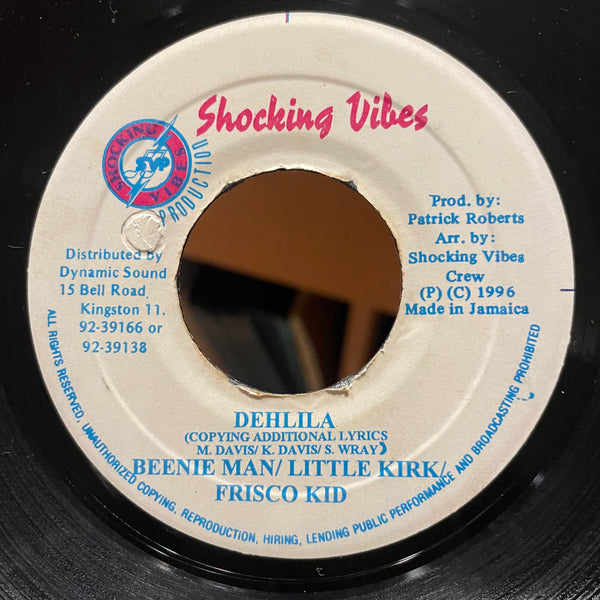 Shocking Vibes
SHOCKING VIBES
SVP
PRODUCTION
Distributed by
Dynamic Sound
15 Bell Road,
Kingston 11.
92-39166 or
92-39138
Prod. by:
Patrick Roberts
Arr. by:
Shocking Vibes
Crew
(P) (C) 1996
Made in Jamaica
DEHLILA
(COPYING ADDITIONAL LYRICS
M. DAVIS/ K. DAVIS/ S. WRAY)
BEENIE MAN/ LITTLE KIRK/
FRISCO KID
ALL RIGHTS RESERVED. UNAUTHORIZED COPYING, REPRODUCTION, HIRING, LENDING PUBLIC PERFORMANCE AND BROADCASTING PROHIBITED